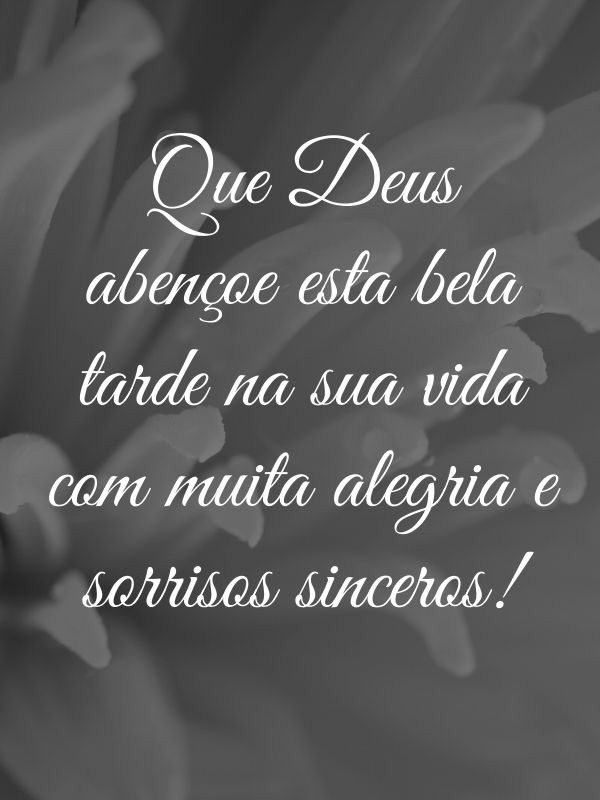 Que Deus
abençoe esta bela
tarde na sua vida
com muita alegria e
sorrisos sinceros!